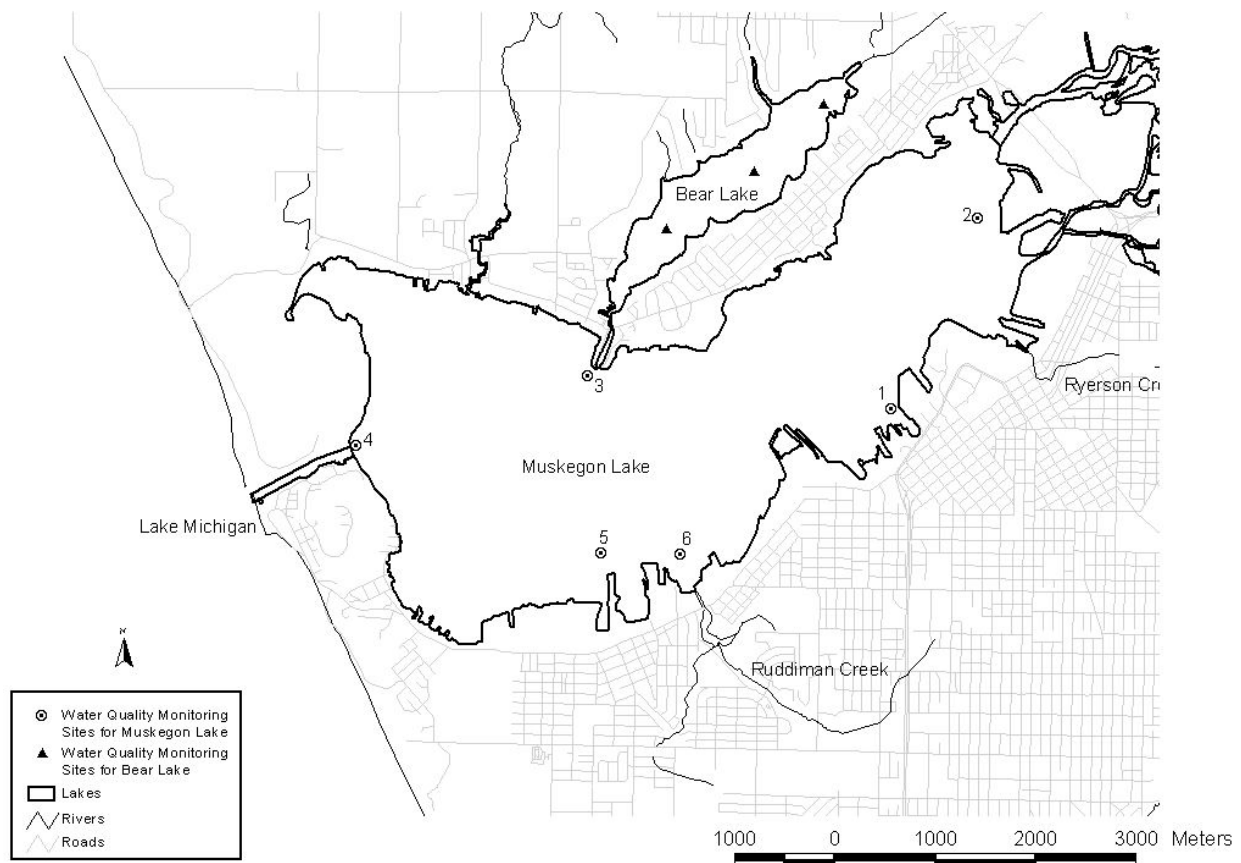 Bear Lake
2
3
1
Ryerson Cre
4
Muskegon Lake
Lake Michigan
5
6
N
Ruddiman Creek
Water Quality Monitoring
Sites for Muskegon Lake
Water Quality Monitoring
Sites for Bear Lake
Lakes
Rivers
Roads
1000 0 1000 2000 3000 Meters